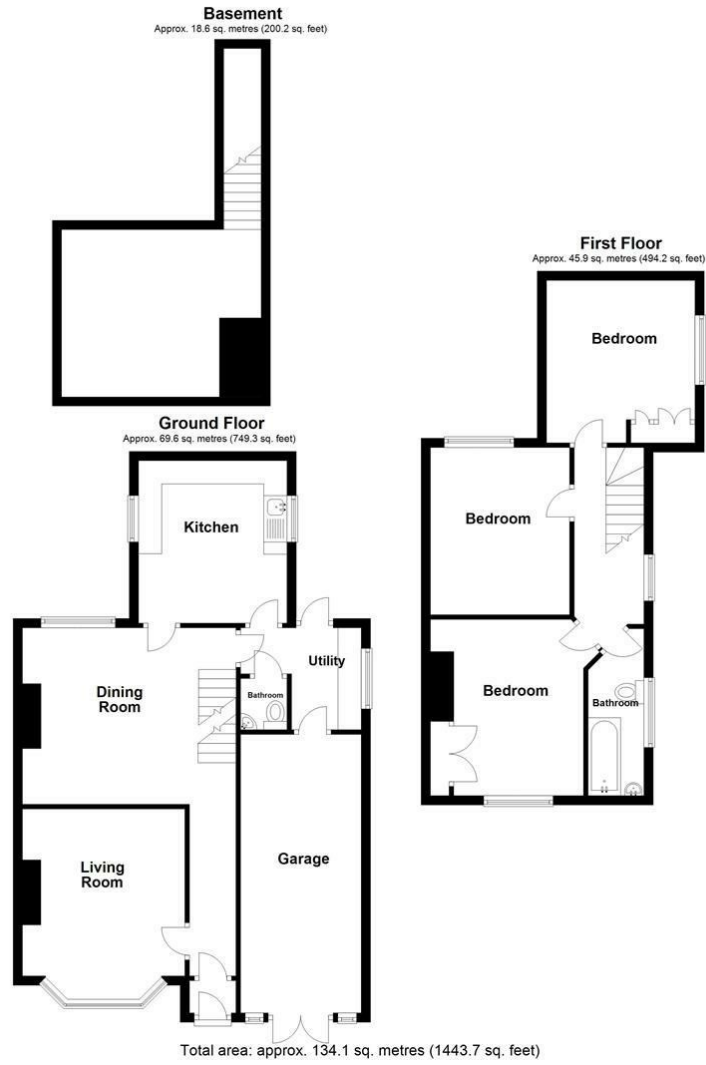 Basement
Approx. 18.6 sq. metres (200.2 sq. feet)
First Floor
Approx. 45.9 sq. metres (494.2 sq. feet)
Bedroom
Bedroom
Bedroom
Bathroom
Ground Floor
Approx. 69.6 sq. metres (749.3 sq. feet)
Kitchen
Utility
Bathroom
Dining
Room
Garage
Living
Room
Total area: approx. 134.1 sq. metres (1443.7 sq. feet)